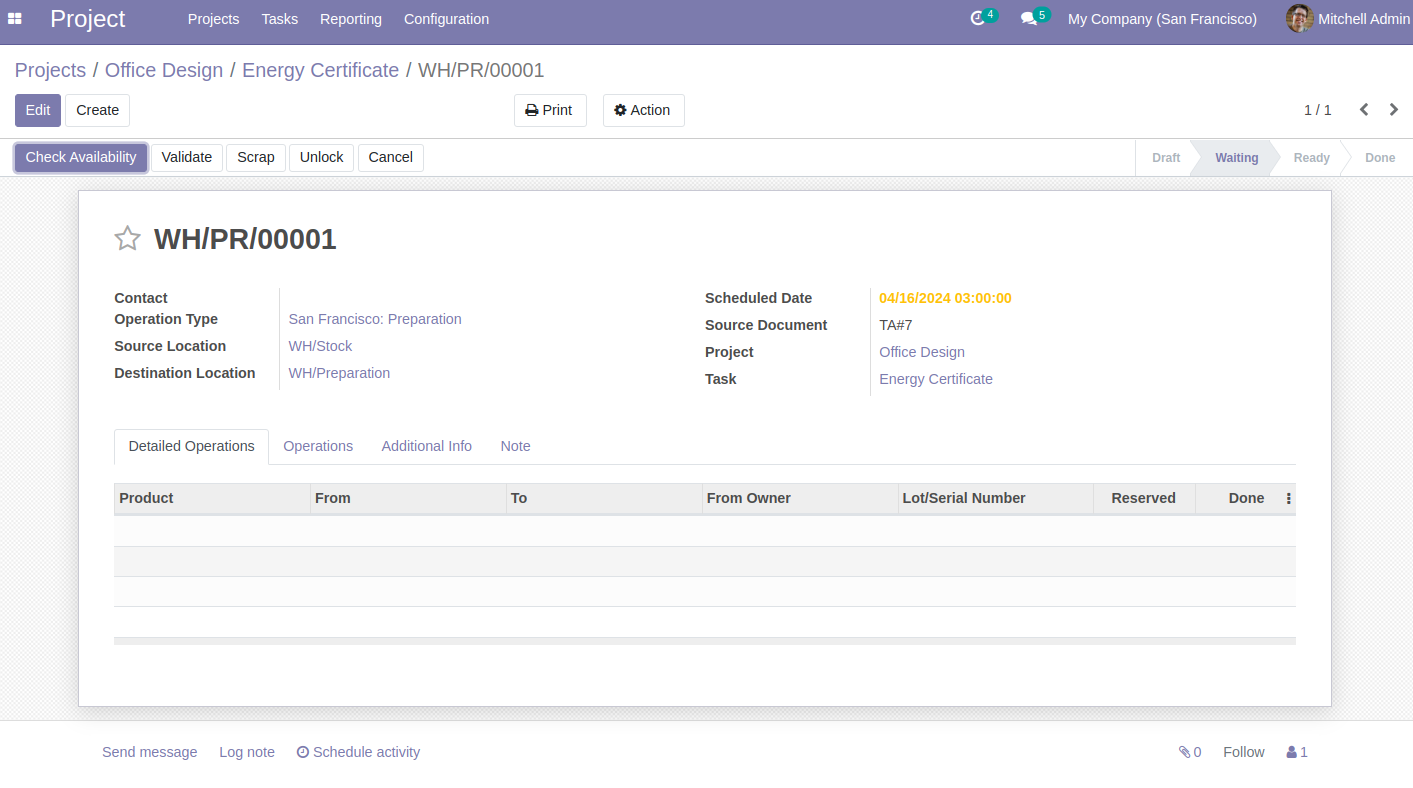 Project Projects Tasks Reporting Configuration 4 5 My Company (San Francisco) Mitchell Admin
Projects / Office Design / Energy Certificate / WH/PR/00001
Edit Create Print Action 1 / 1
Check Availability Validate Scrap Unlock Cancel Draft Waiting Ready Done
WH/PR/00001
Contact
Operation Type San Francisco: Preparation
Source Location WH/Stock
Destination Location WH/Preparation
Scheduled Date 04/16/2024 03:00:00
Source Document TA#7
Project Office Design
Task Energy Certificate
Detailed Operations Operations Additional Info Note
Product From To From Owner Lot/Serial Number Reserved Done
Send message Log note Schedule activity 0 Follow 1